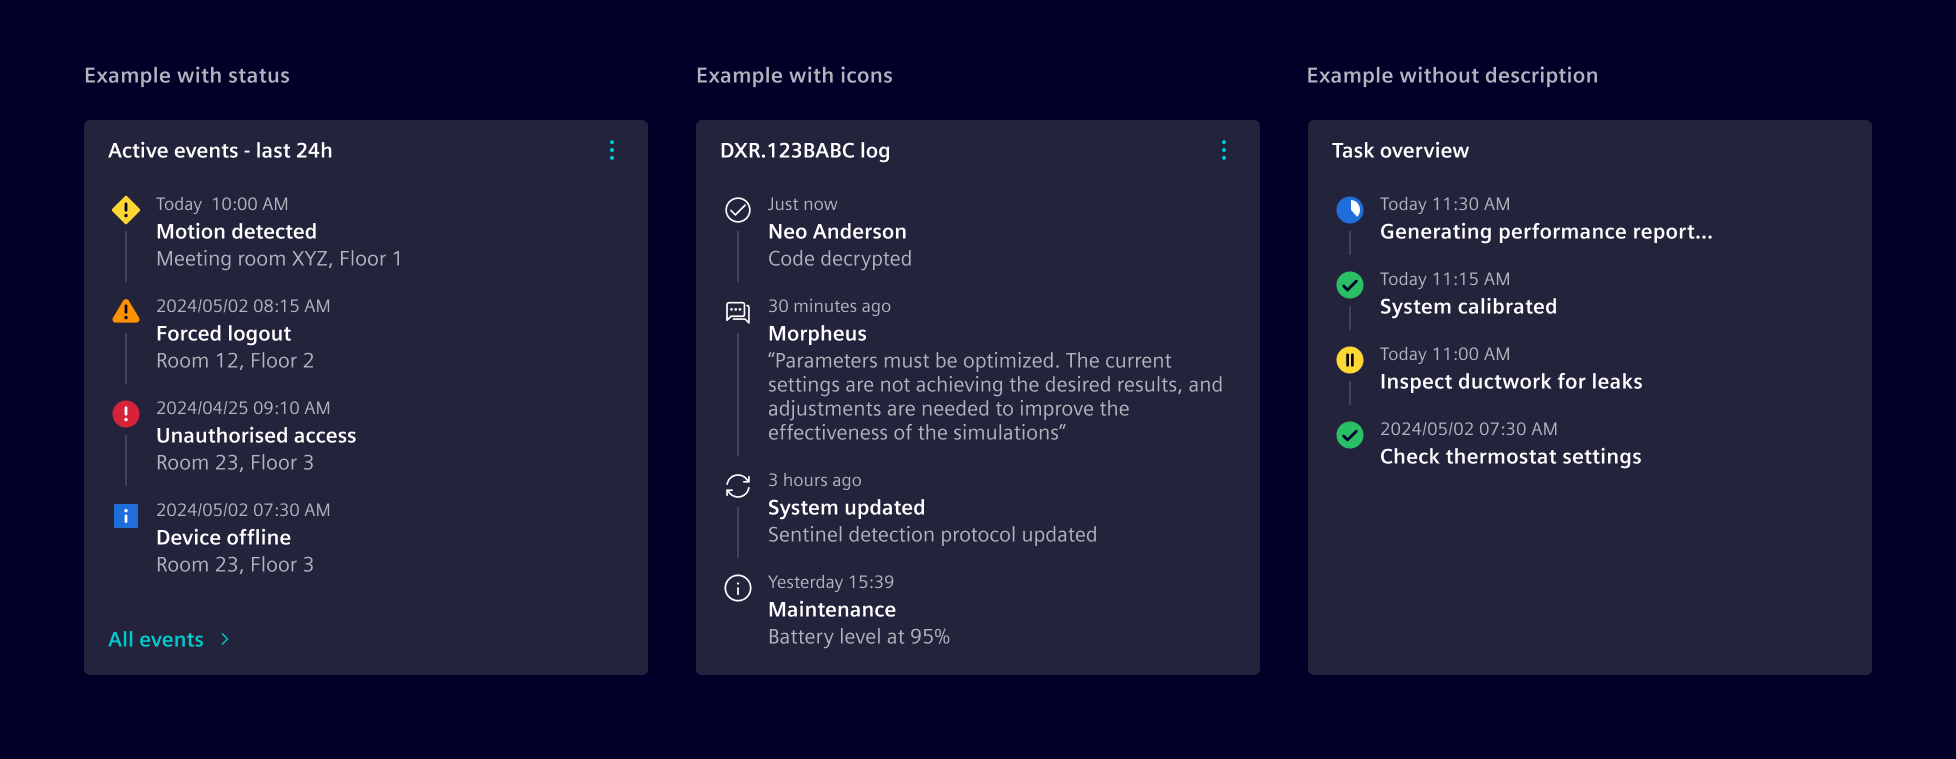 Example with status
Active events - last 24h
Today 10:00 AM
Motion detected
Meeting room XYZ, Floor 1
2024/05/02 08:15 AM
Forced logout
Room 12, Floor 2
2024/04/25 09:10 AM
Unauthorised access
Room 23, Floor 3
2024/05/02 07:30 AM
Device offline
Room 23, Floor 3
All events
Example with icons
DXR.123BABC log
Just now
Neo Anderson
Code decrypted
30 minutes ago
Morpheus
“Parameters must be optimized. The current
settings are not achieving the desired results, and
adjustments are needed to improve the
effectiveness of the simulations”
3 hours ago
System updated
Sentinel detection protocol updated
Yesterday 15:39
Maintenance
Battery level at 95%
Example without description
Task overview
Today 11:30 AM
Generating performance report...
Today 11:15 AM
System calibrated
Today 11:00 AM
Inspect ductwork for leaks
2024/05/02 07:30 AM
Check thermostat settings